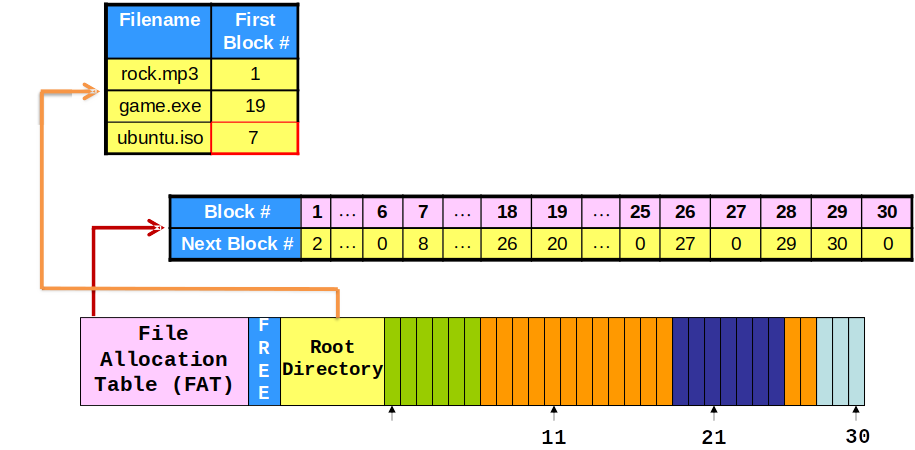 Filename First Block #
rock.mp3 1
game.exe 19
ubuntu.iso 7
Block # 1 ... 6 7 ... 18 19 ... 25 26 27 28 29 30
Next Block # 2 ... 0 8 ... 26 20 ... 0 27 0 29 30 0
File
Allocation
Table (FAT)
FREE
Root
Directory
11 21 30